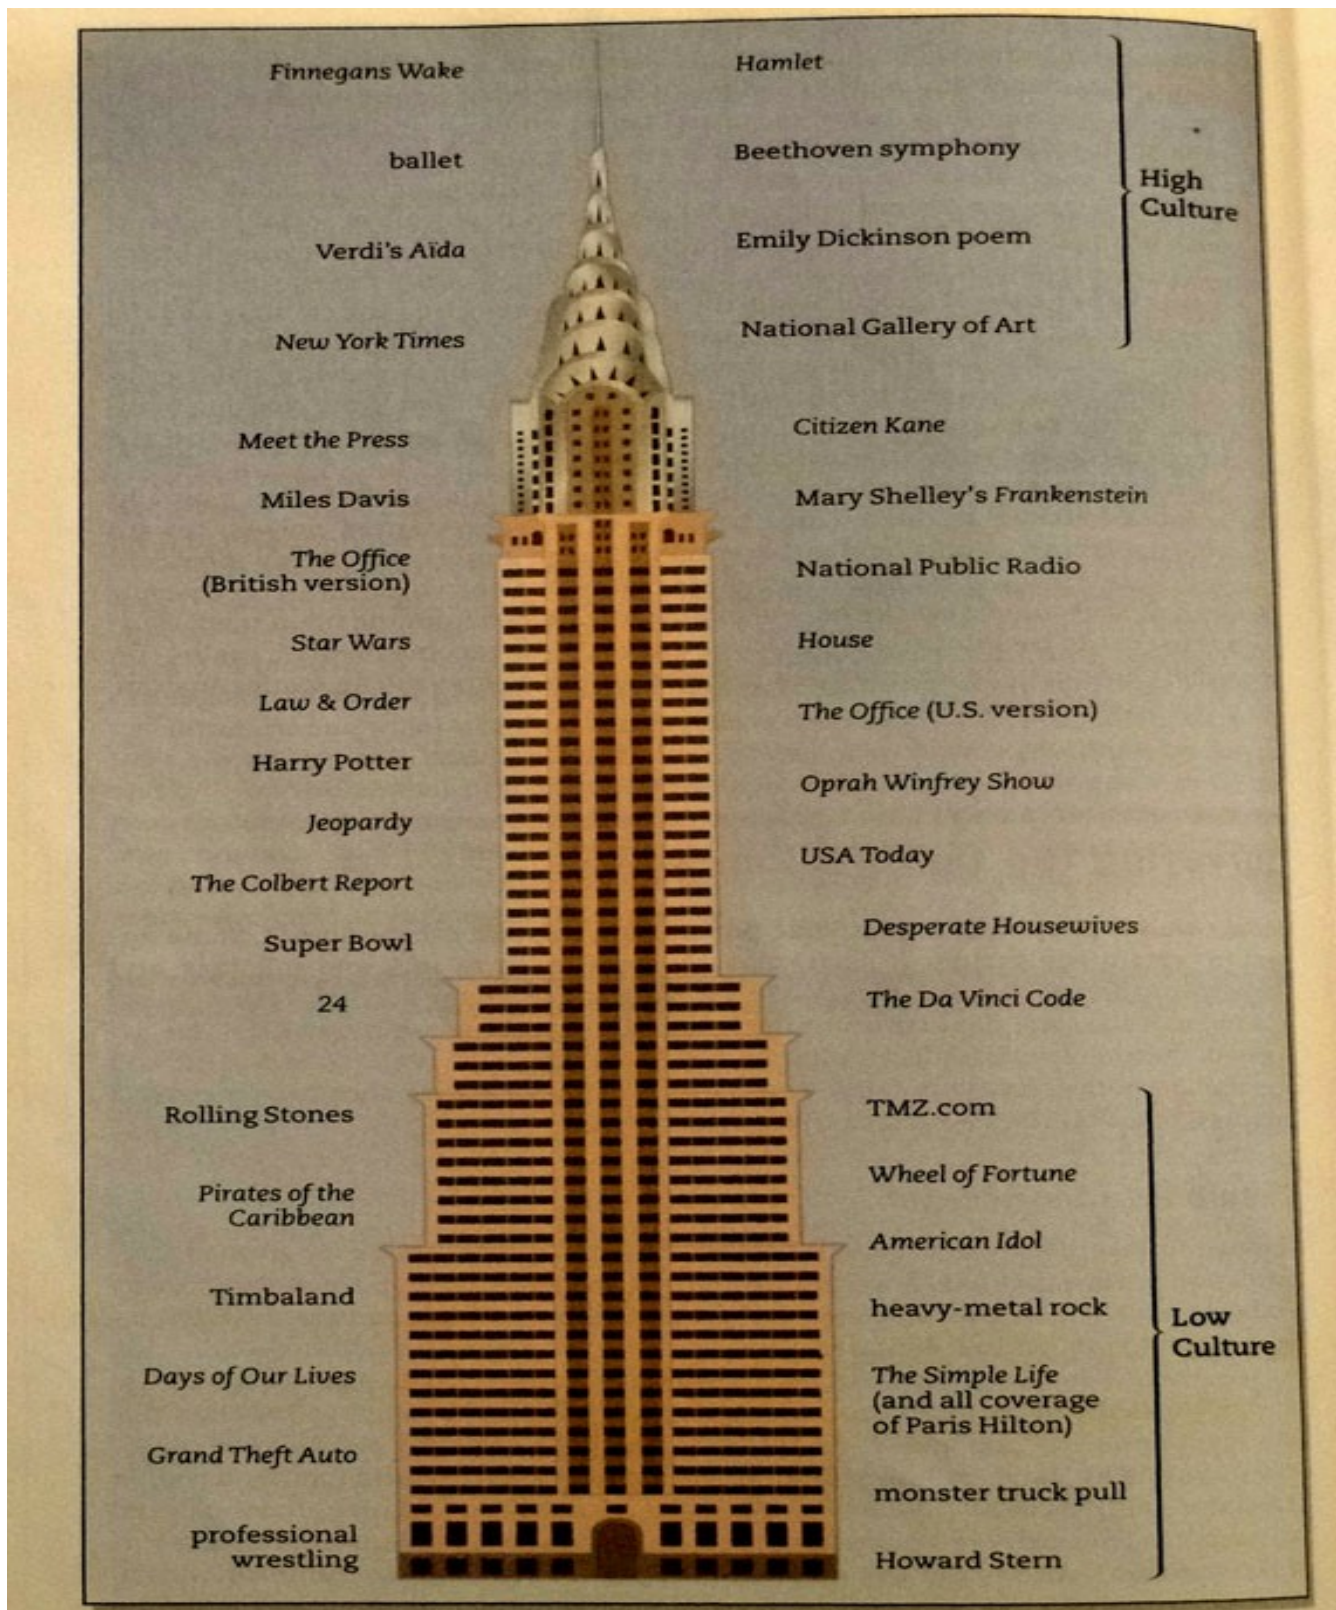 Finnegans Wake
ballet
Verdi's Aïda
New York Times
Meet the Press
Miles Davis
The Office
(British version)
Star Wars
Law & Order
Harry Potter
Jeopardy
The Colbert Report
Super Bowl
24
Rolling Stones
Pirates of the
Caribbean
Timbaland
Days of Our Lives
Grand Theft Auto
professional
wrestling
Hamlet
Beethoven symphony
Emily Dickinson poem
National Gallery of Art
High
Culture
Citizen Kane
Mary Shelley's Frankenstein
National Public Radio
House
The Office (U.S. version)
Oprah Winfrey Show
USA Today
Desperate Housewives
The Da Vinci Code
TMZ.com
Wheel of Fortune
American Idol
heavy-metal rock
The Simple Life
(and all coverage
of Paris Hilton)
monster truck pull
Howard Stern
Low
Culture